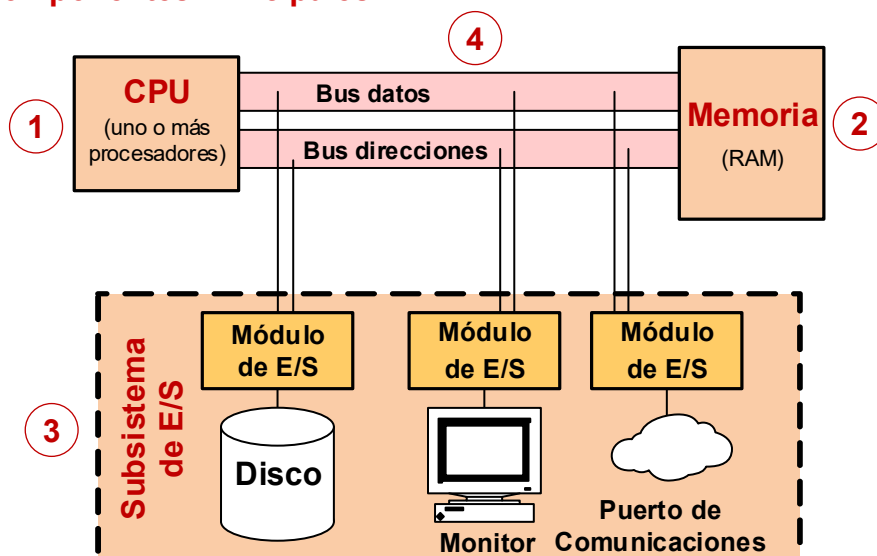 4
CPU
(uno o más
procesadores)
1
Bus datos
Bus direcciones
Memoria
(RAM)
2
Subsistema
de E/S
3
Módulo
de E/S
Módulo
de E/S
Módulo
de E/S
Disco
Monitor
Puerto de
Comunicaciones